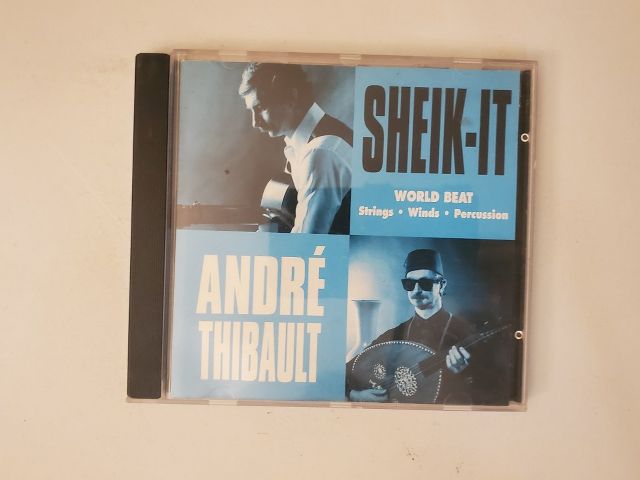 SHEIK-IT
WORLD BEAT
Strings • Winds • Percussion
ANDRÉ
THIBAULT